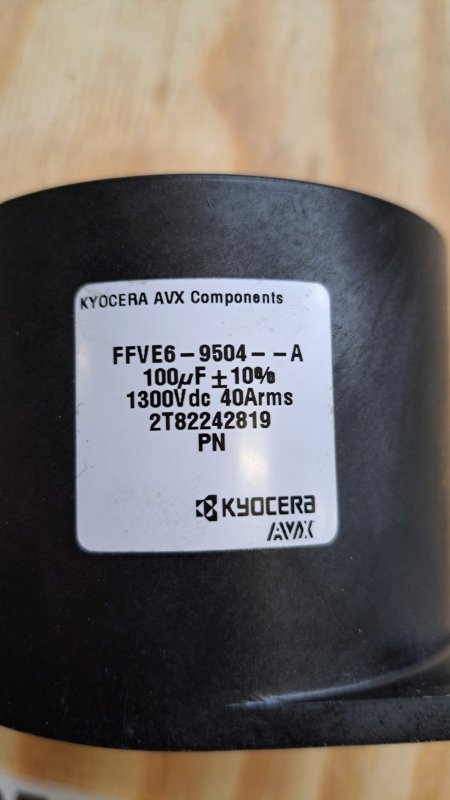 KYOCERA AVX Components
FFVE6-9504--A
100µF ±10%
1300Vdc 40Arms
2T82242819
PN
KYOCERA
AVX